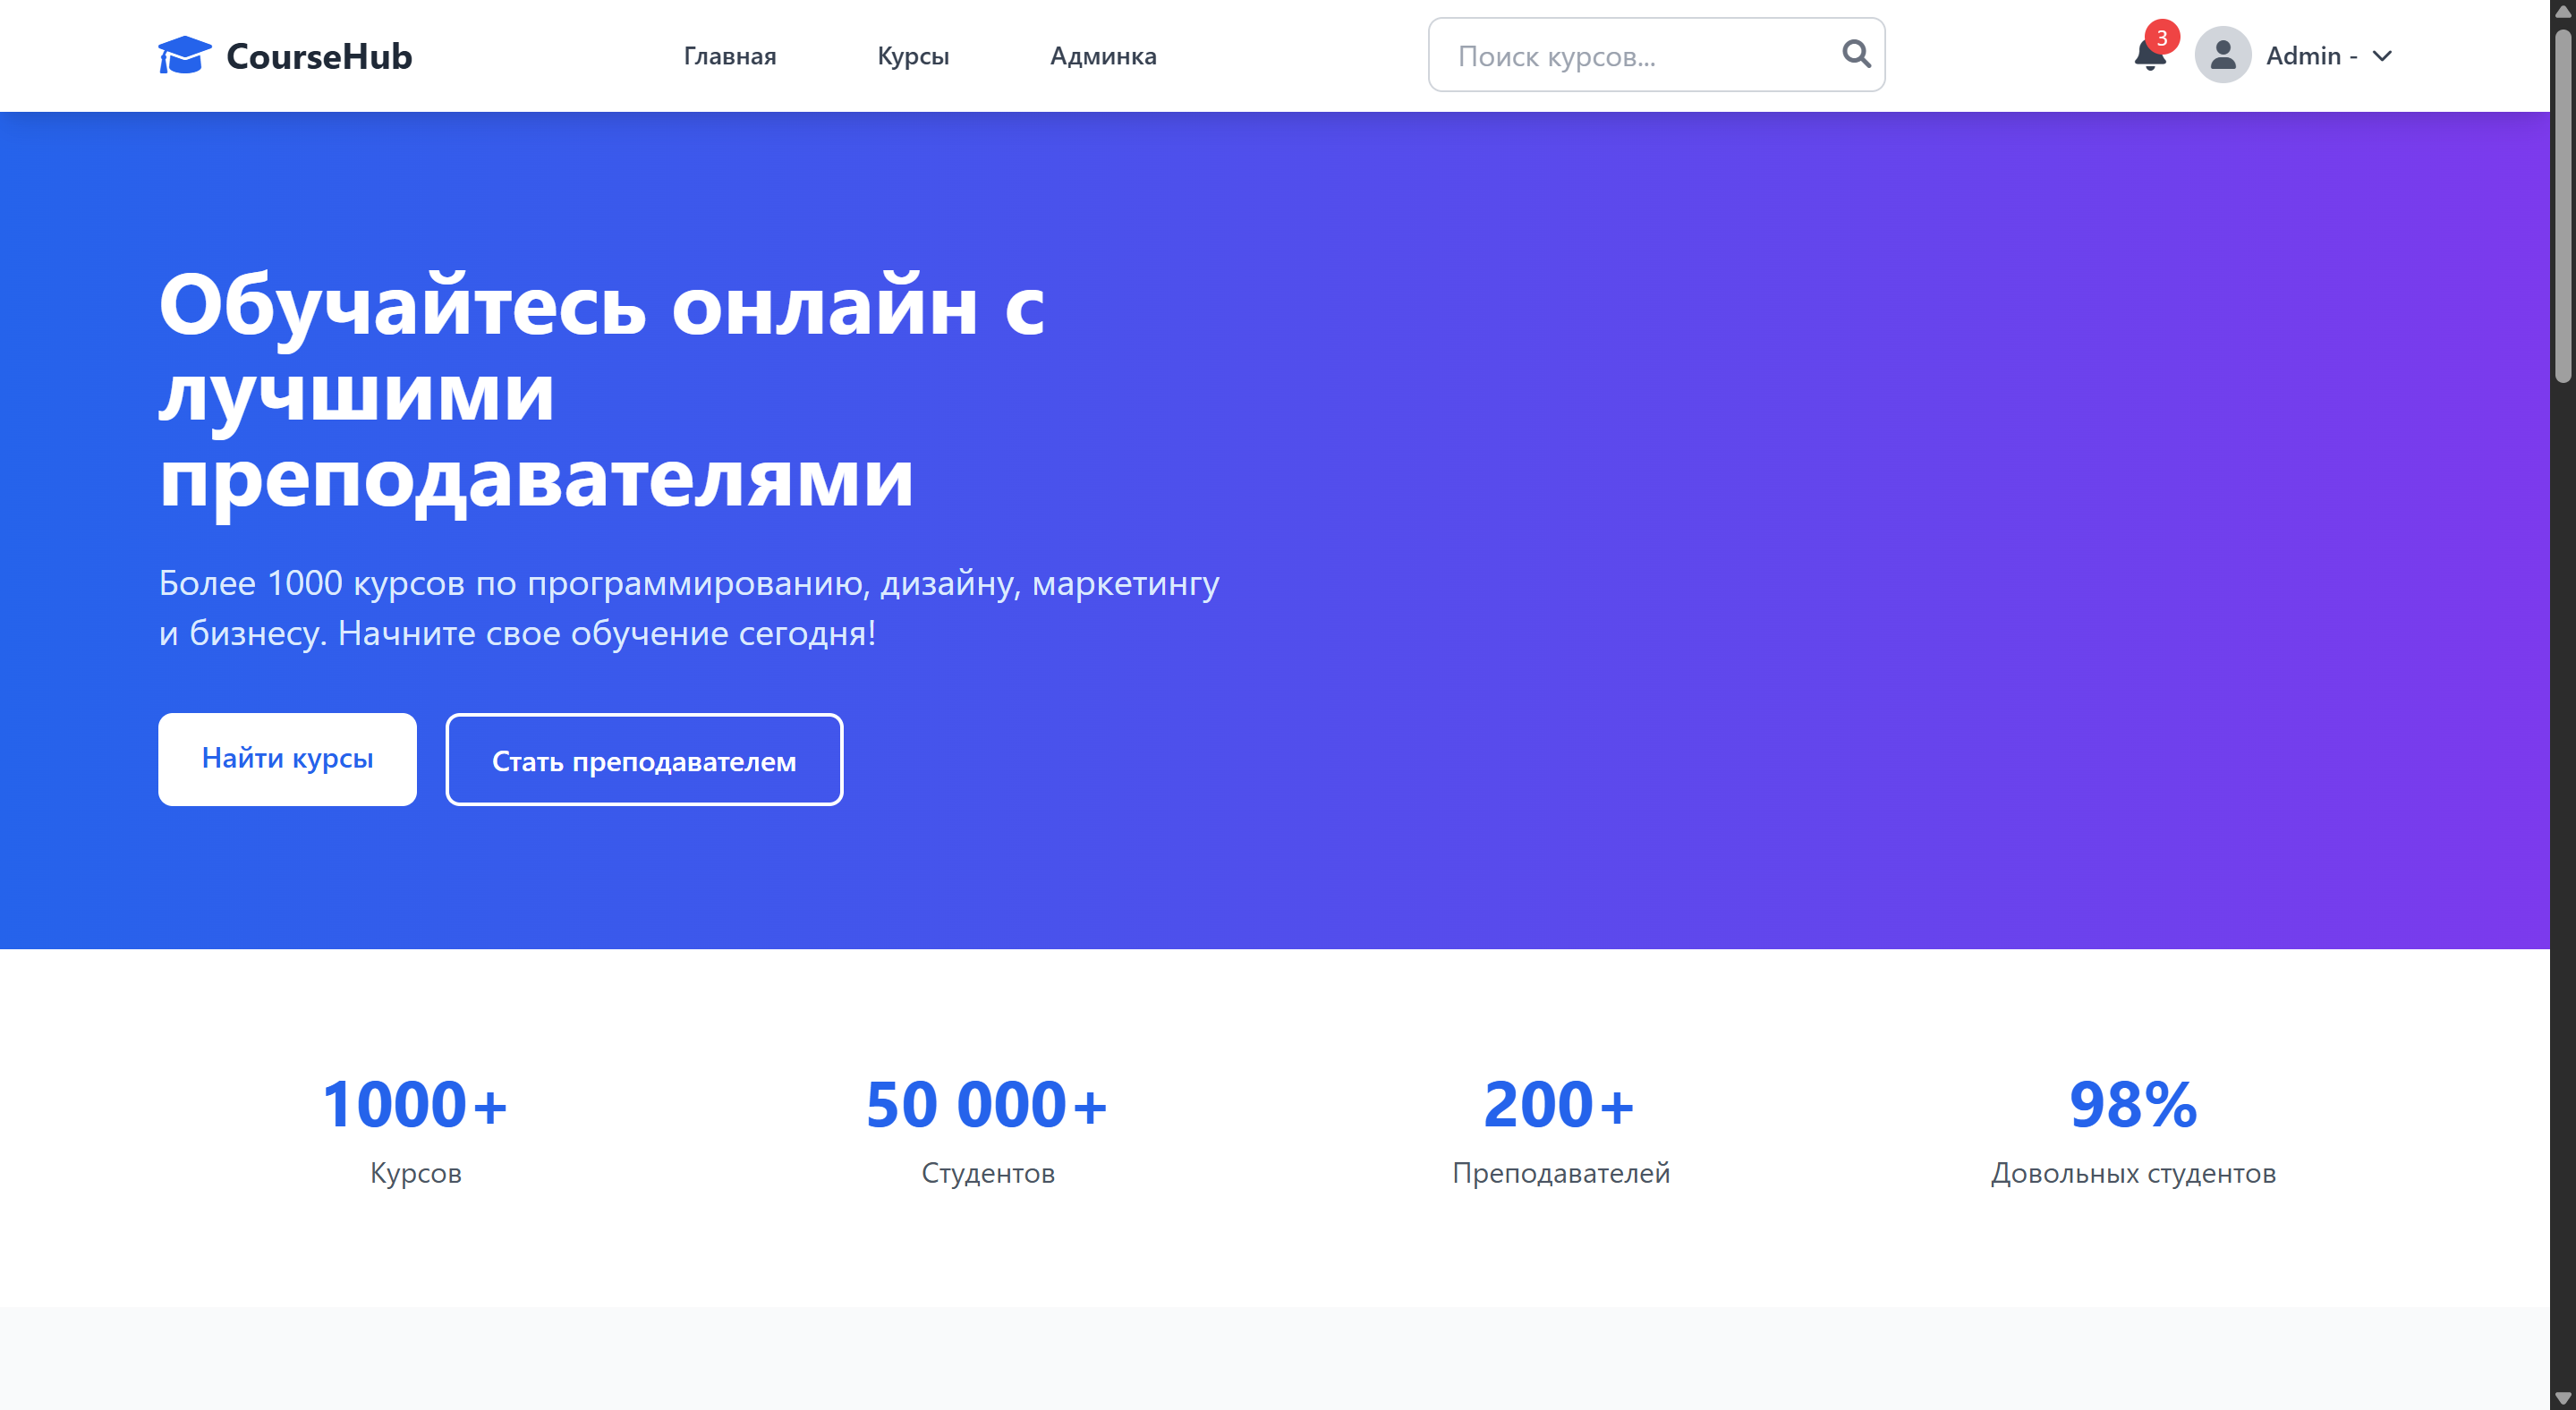 CourseHub
Главная
Курсы
Админка
Поиск курсов...
3
Admin -
Обучайтесь онлайн с
лучшими
преподавателями
Более 1000 курсов по программированию, дизайну, маркетингу
и бизнесу. Начните свое обучение сегодня!
Найти курсы
Стать преподавателем
1000+
Курсов
50 000+
Студентов
200+
Преподавателей
98%
Довольных студентов